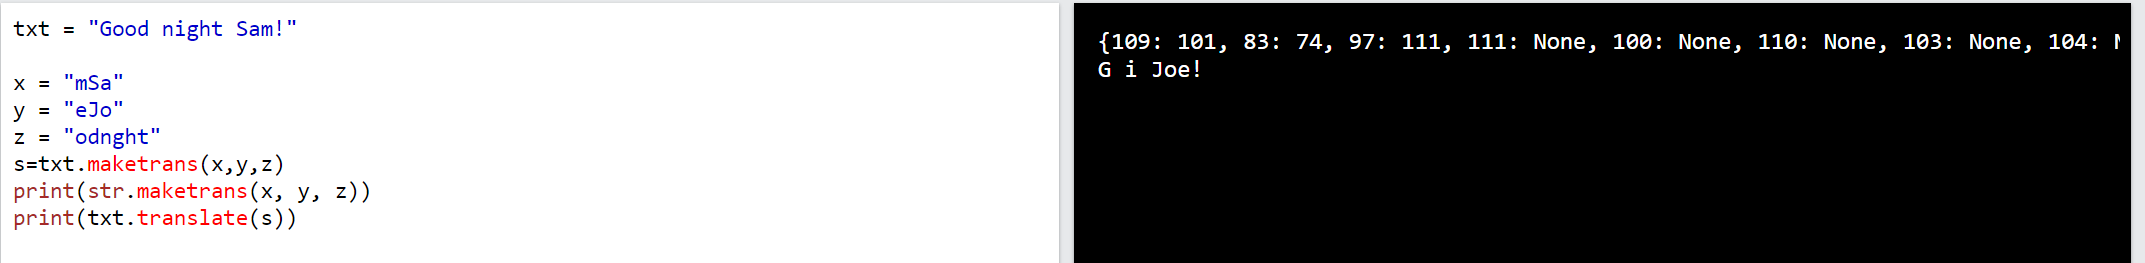 txt = "Good night Sam!"
x = "mSa"
y = "eJo"
z = "odnght"
s=txt.maketrans(x,y,z)
print(str.maketrans(x, y, z))
print(txt.translate(s))
{109: 101, 83: 74, 97: 111, 111: None, 100: None, 110: None, 103: None, 104:
G i Joe!